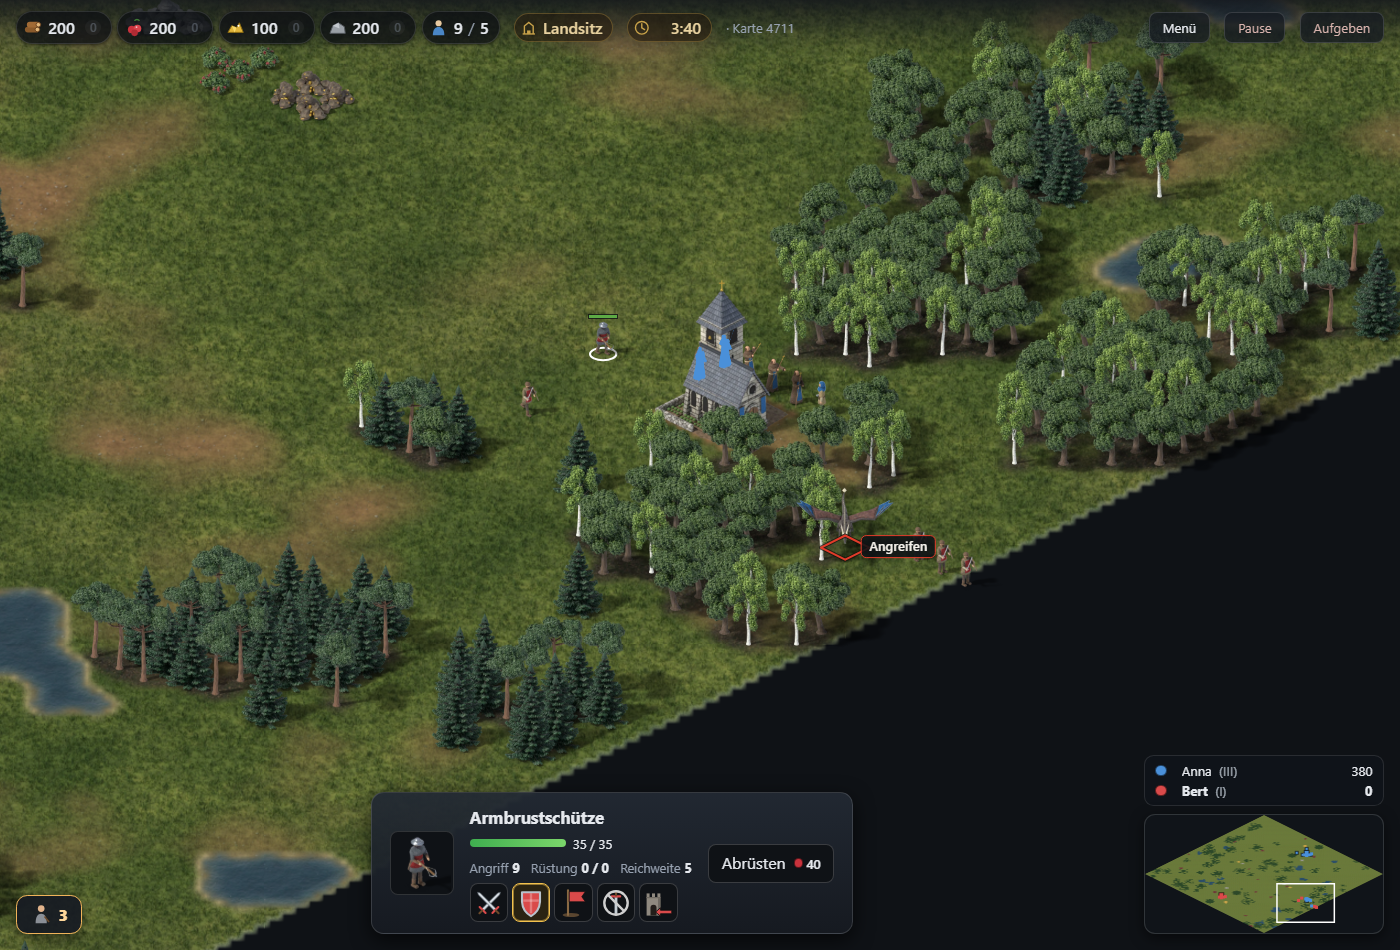 200 0 200 0 100 0 200 0 9 / 5 Landsitz 3:40 · Karte 4711 Menü Pause Aufgeben
Angreifen
Anna (III) 380
Bert (I) 0
Armbrustschütze
35 / 35
Angriff 9 Rüstung 0 / 0 Reichweite 5
Abrüsten 40
3